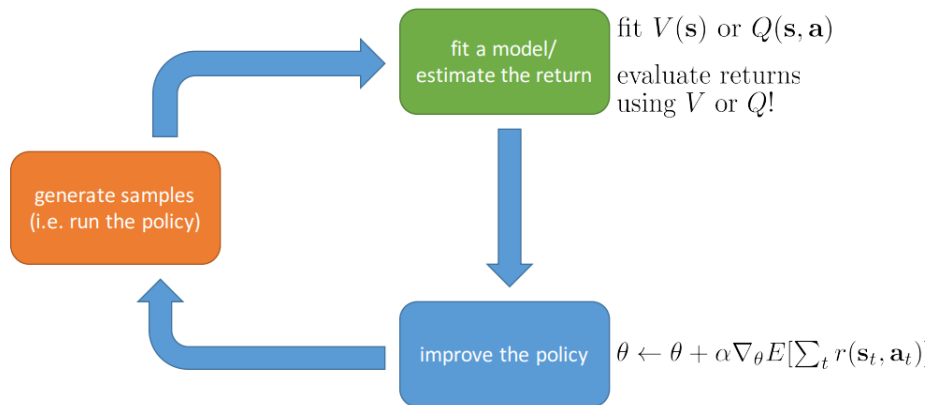 fit a model/
estimate the return
fit V(s) or Q(s, a)
evaluate returns
using V or Q!
generate samples
(i.e. run the policy)
improve the policy
θ ← θ + α∇θE[∑t r(st, at)]